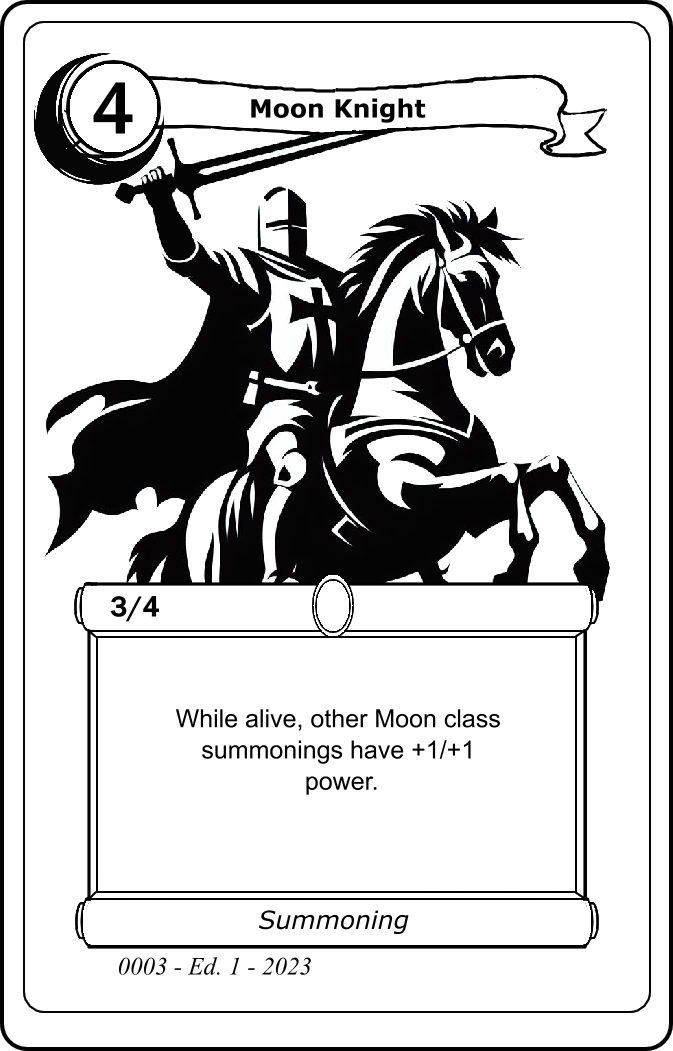 4
Moon Knight
3/4
While alive, other Moon class
summonings have +1/+1
power.
Summoning
0003 - Ed. 1 - 2023